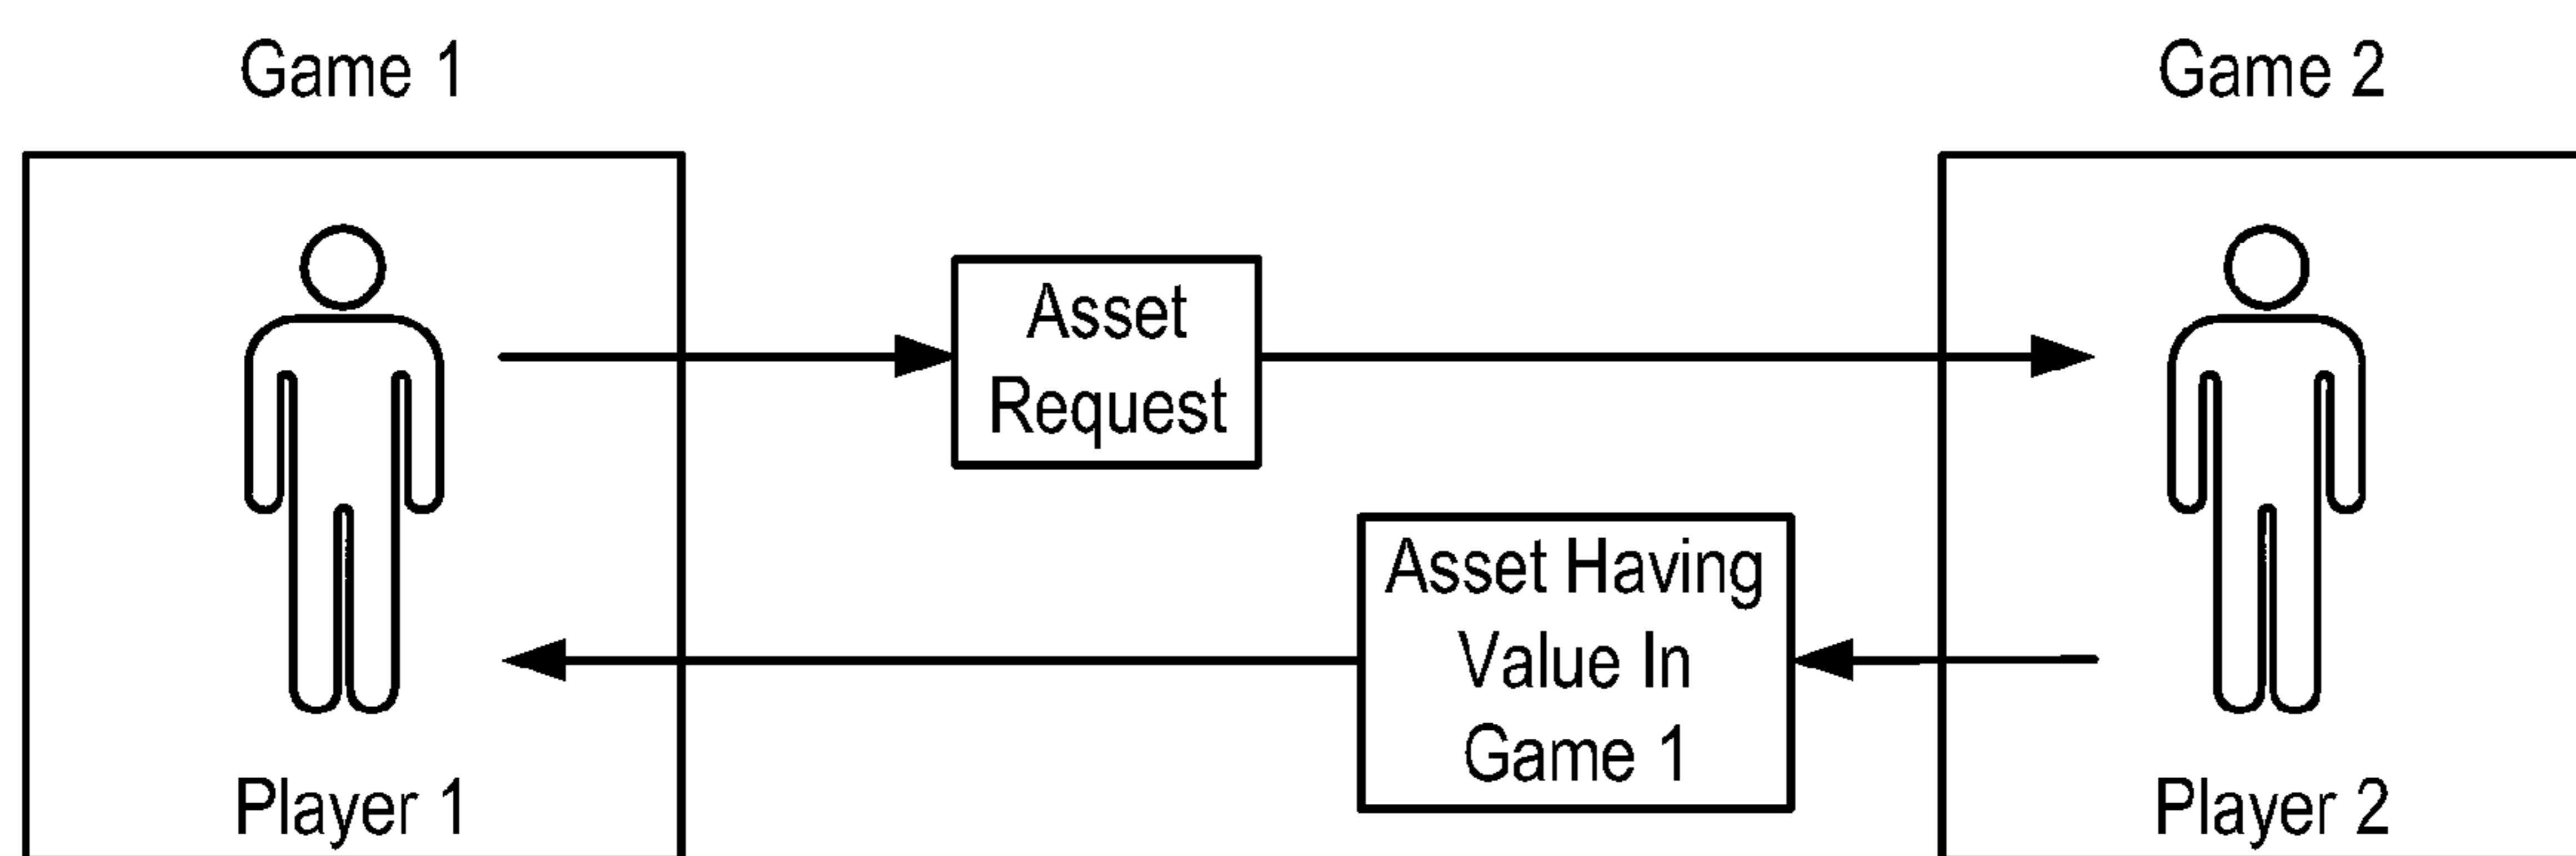 Game 1
Game 2
Asset
Request
Asset Having
Value In
Game 1
Player 1
Player 2